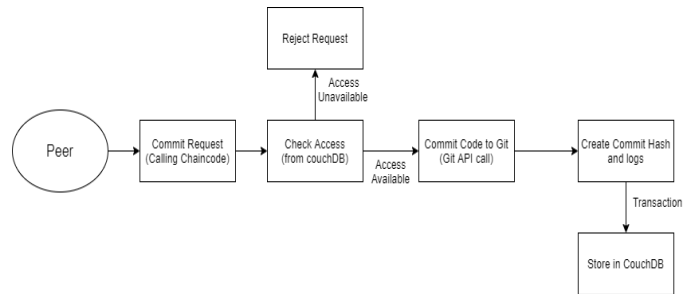 Reject Request
Access
Unavailable
Peer
Commit Request
(Calling Chaincode)
Check Access
(from couchDB)
Access
Available
Commit Code to Git
(Git API call)
Create Commit Hash
and logs
Transaction
Store in CouchDB